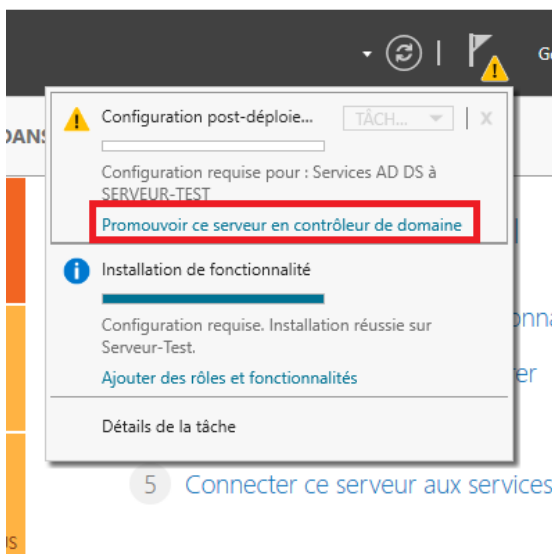 Configuration post-déploie...
TÂCH...
X
Configuration requise pour : Services AD DS à
SERVEUR-TEST
Promouvoir ce serveur en contrôleur de domaine
Installation de fonctionnalité
Configuration requise. Installation réussie sur
Serveur-Test.
Ajouter des rôles et fonctionnalités
Détails de la tâche
5 Connecter ce serveur aux services